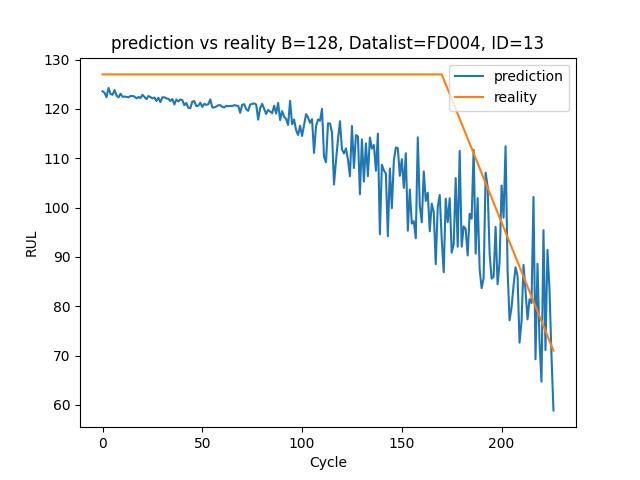 prediction vs reality B=128, Datalist=FD004, ID=13
130
120
110
100
90
80
70
60
RUL
0
50
100
150
200
Cycle
prediction
reality